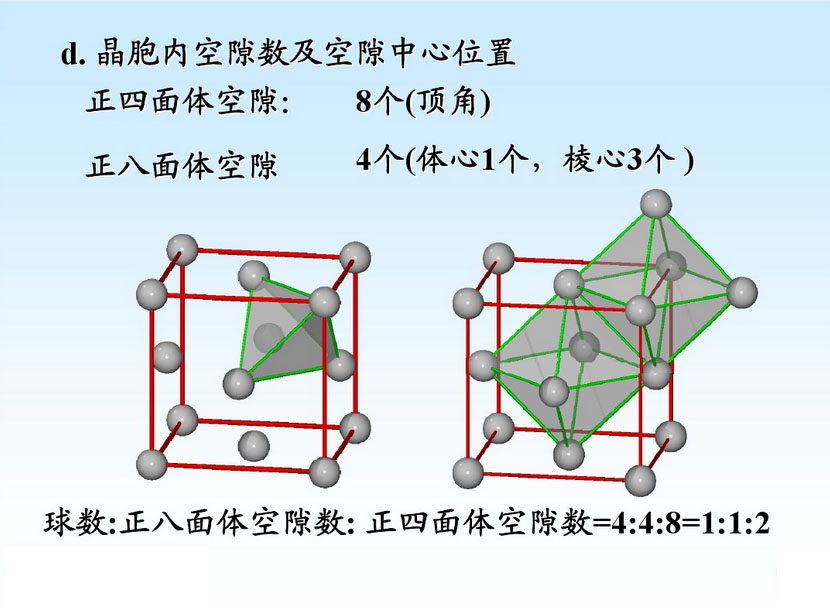 d. 晶胞内空隙数及空隙中心位置
正四面体空隙: 8个(顶角)
正八面体空隙 4个(体心1个，棱心3个 )
球数:正八面体空隙数: 正四面体空隙数=4:4:8=1:1:2